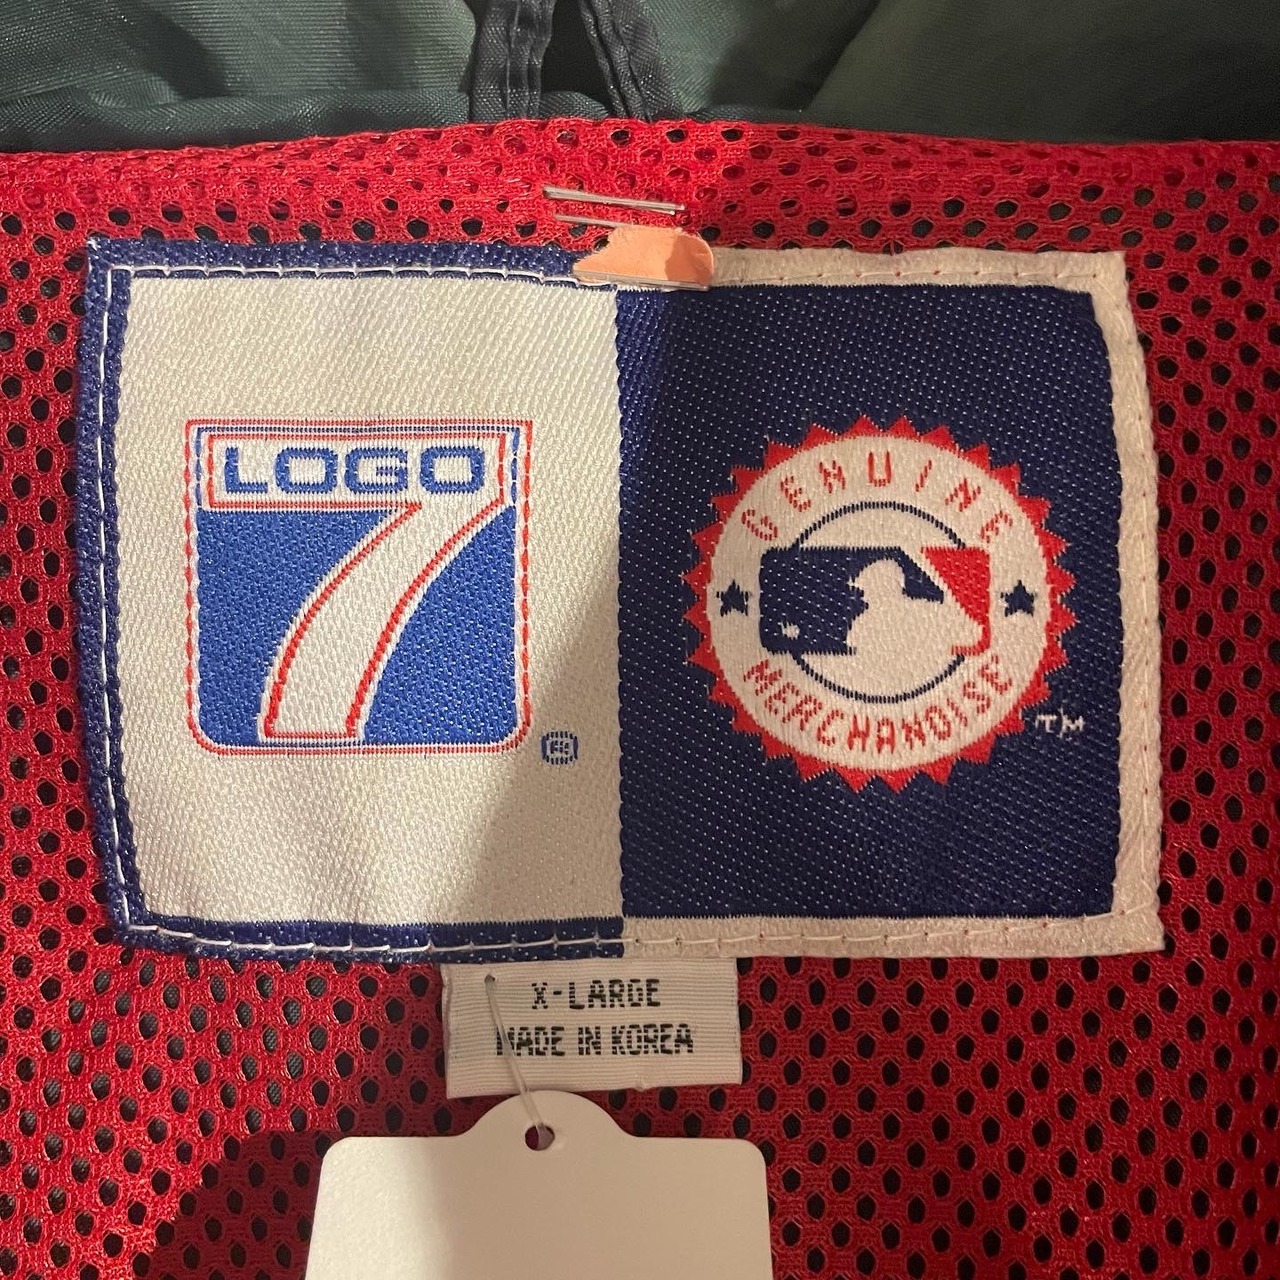 LOGO
7
®
GENUINE
MERCHANDISE
TM
X-LARGE
MADE IN KOREA